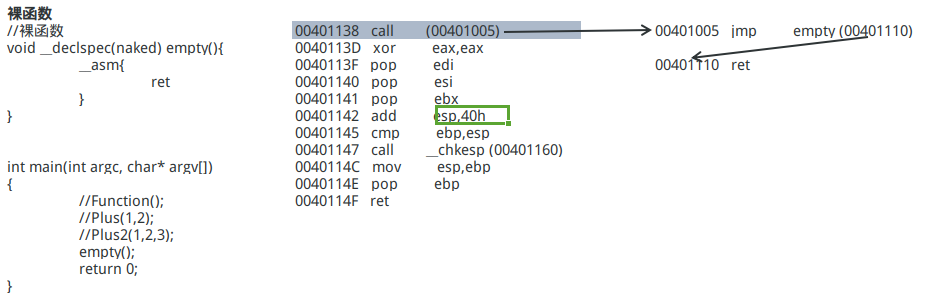 裸函数
//裸函数
void __declspec(naked) empty(){
__asm{
ret
}
}
int main(int argc, char* argv[])
{
//Function();
//Plus(1,2);
//Plus2(1,2,3);
empty();
return 0;
}
00401138 call (00401005)
0040113D xor eax,eax
0040113F pop edi
00401140 pop esi
00401141 pop ebx
00401142 add esp,40h
00401145 cmp ebp,esp
00401147 call __chkesp (00401160)
0040114C mov esp,ebp
0040114E pop ebp
0040114F ret
00401005 jmp empty (00401110)
00401110 ret